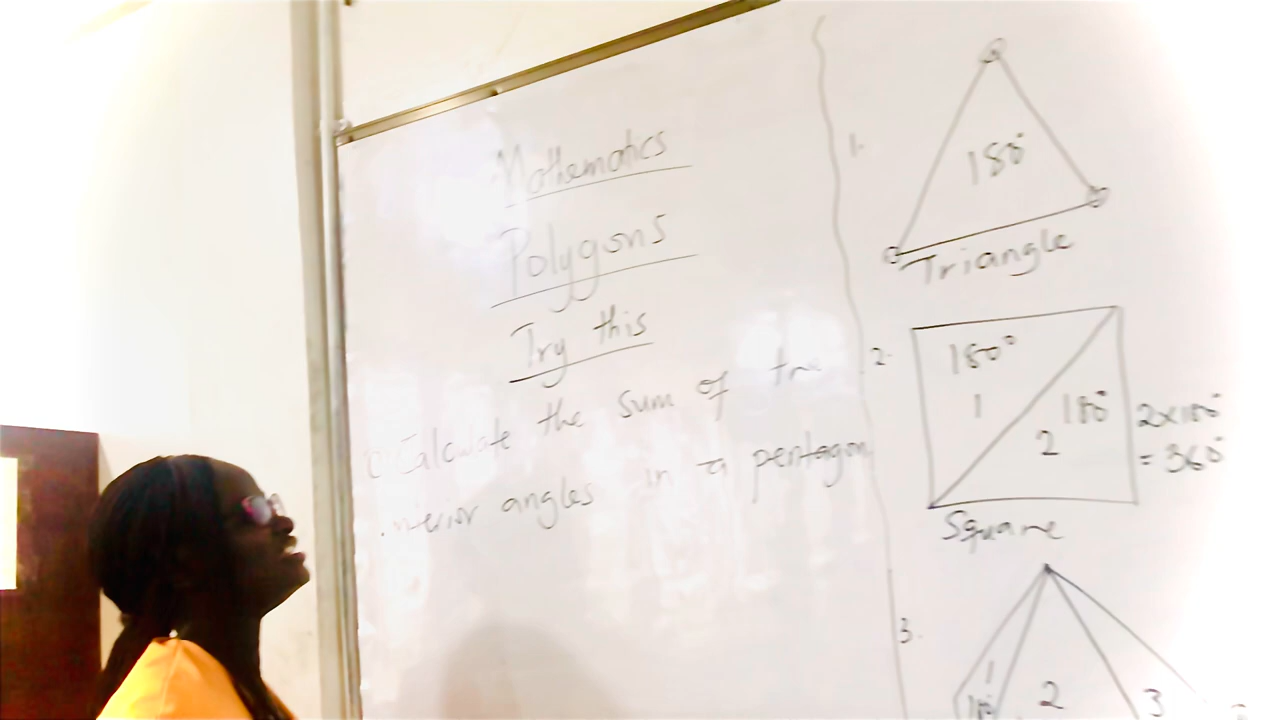 Mathematics
Polygons
Try this
Calculate the sum of the
interior angles in a pentagon
1.
180°
Triangle
2.
180°
1
180°
2
2x180°
= 360°
Square
3.
1
2
3